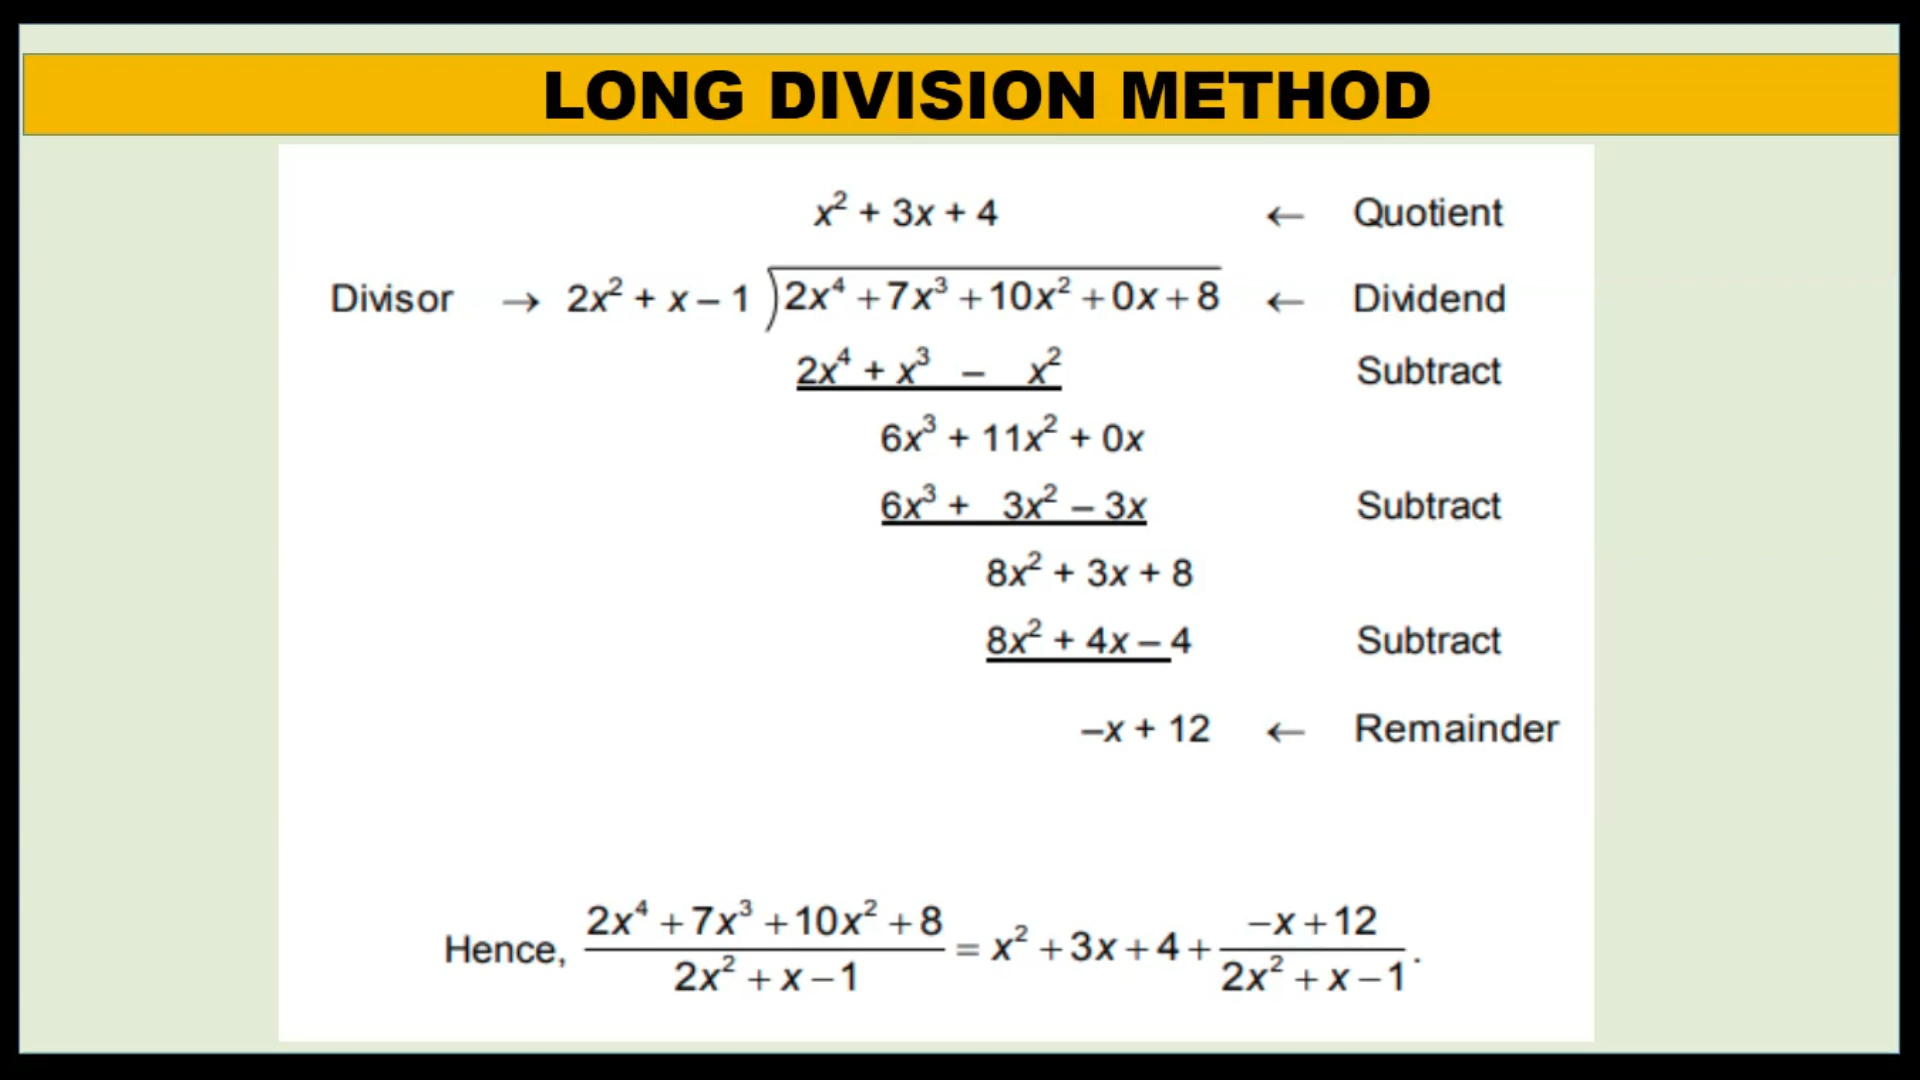 LONG DIVISION METHOD
x² + 3x + 4 ← Quotient
Divisor → 2x² + x – 1 ) 2x⁴ + 7x³ + 10x² + 0x + 8 ← Dividend
2x⁴ + x³ – x² Subtract
6x³ + 11x² + 0x
6x³ + 3x² – 3x Subtract
8x² + 3x + 8
8x² + 4x – 4 Subtract
–x + 12 ← Remainder
2x⁴ + 7x³ + 10x² + 8 –x + 12
Hence, = x² + 3x + 4 + .
2x² + x – 1 2x² + x – 1